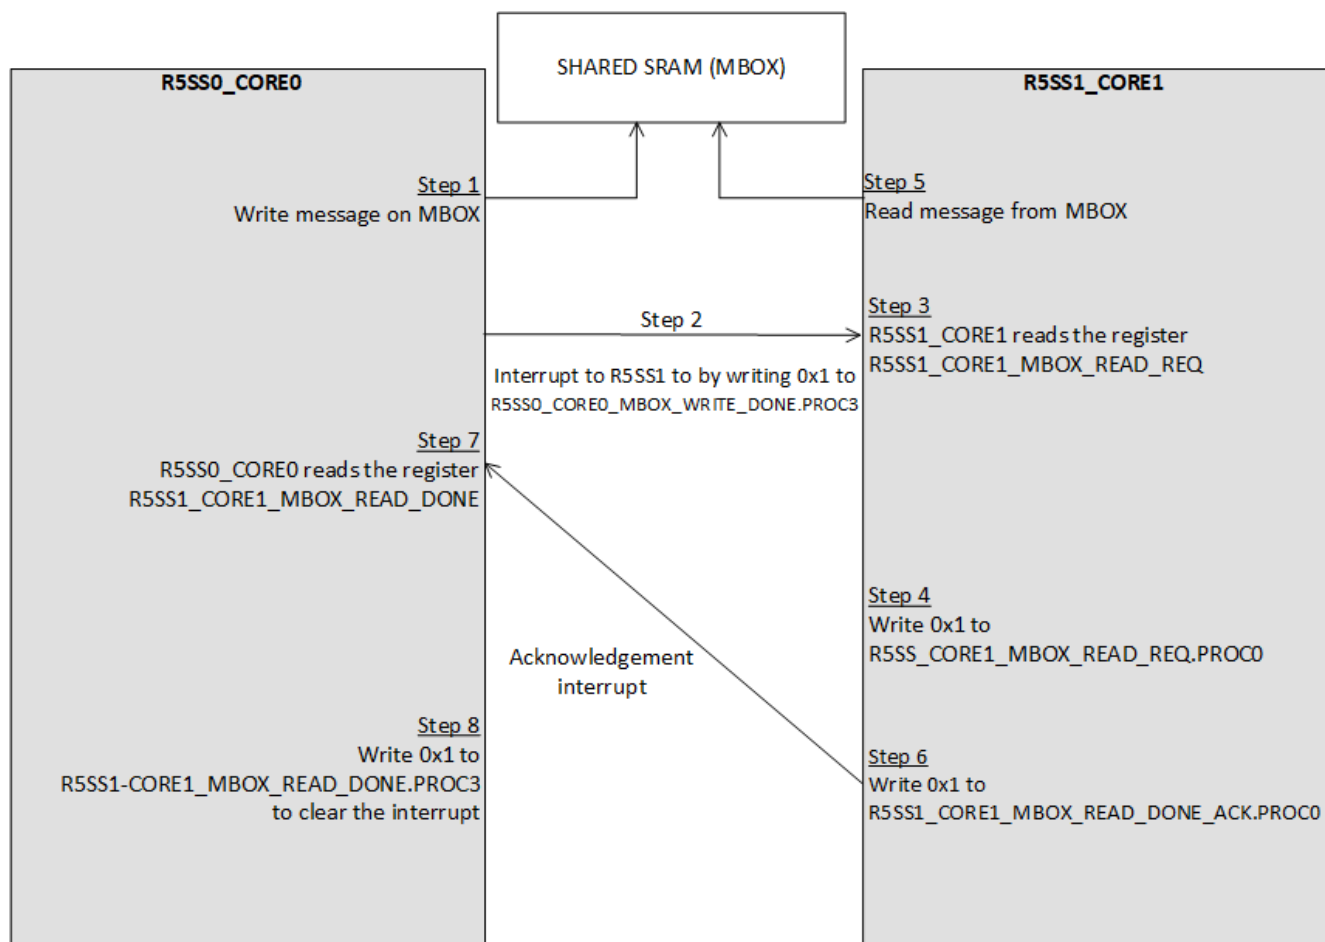 SHARED SRAM (MBOX)
R5SS0_CORE0
Step 1
Write message on MBOX
Step 2
Interrupt to R5SS1 to by writing 0x1 to
R5SS0_CORE0_MBOX_WRITE_DONE.PROC3
Step 7
R5SS0_CORE0 reads the register
R5SS1_CORE1_MBOX_READ_DONE
Acknowledgement
interrupt
Step 8
Write 0x1 to
R5SS1-CORE1_MBOX_READ_DONE.PROC3
to clear the interrupt
R5SS1_CORE1
Step 5
Read message from MBOX
Step 3
R5SS1_CORE1 reads the register
R5SS1_CORE1_MBOX_READ_REQ
Step 4
Write 0x1 to
R5SS_CORE1_MBOX_READ_REQ.PROC0
Step 6
Write 0x1 to
R5SS1_CORE1_MBOX_READ_DONE_ACK.PROC0